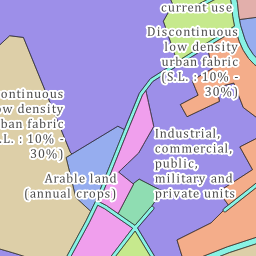 current use
Discontinuous
low density
urban fabric
(S.L. : 10% -
30%)
continuous
low density
ban fabric
L. : 10% -
30%)
Industrial,
commercial,
public,
military and
private units
Arable land
(annual crops)